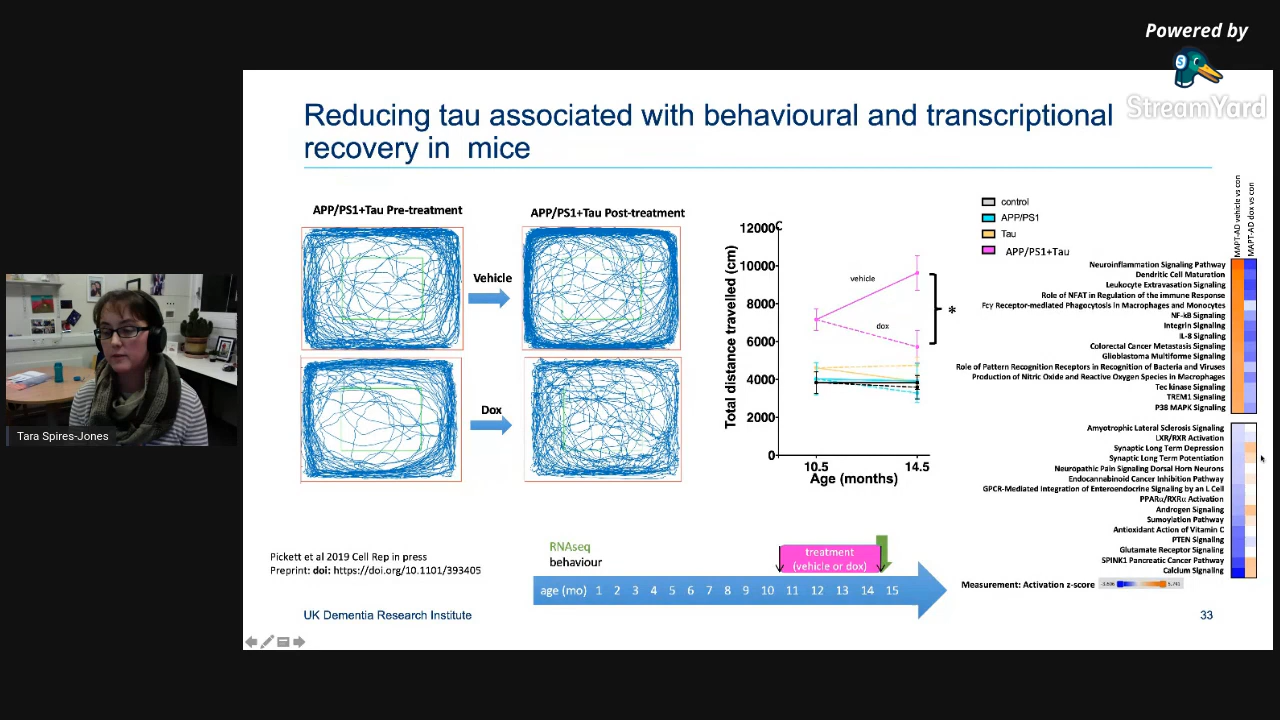 Powered by
StreamYard
Reducing tau associated with behavioural and transcriptional
recovery in mice
APP/PS1+Tau Pre-treatment
APP/PS1+Tau Post-treatment
Vehicle
Dox
Total distance travelled (cm)
12000
10000
8000
6000
4000
2000
0
10.5
14.5
Age (months)
vehicle
dox
*
control
APP/PS1
Tau
APP/PS1+Tau
MAPT-AD vehicle vs con
MAPT-AD dox vs con
Neuroinflammation Signaling Pathway
Dendritic Cell Maturation
Leukocyte Extravasation Signaling
Role of NFAT in Regulation of the Immune Response
Fcγ Receptor-mediated Phagocytosis in Macrophages and Monocytes
NF-kB Signaling
Integrin Signaling
IL-8 Signaling
Colorectal Cancer Metastasis Signaling
Glioblastoma Multiforme Signaling
Role of Pattern Recognition Receptors in Recognition of Bacteria and Viruses
Production of Nitric Oxide and Reactive Oxygen Species in Macrophages
Tec kinase Signaling
TREM1 Signaling
P38 MAPK Signaling
Amyotrophic Lateral Sclerosis Signaling
LXR/RXR Activation
Synaptic Long Term Depression
Synaptic Long Term Potentiation
Neuropathic Pain Signaling Dorsal Horn Neurons
Endocannabinoid Cancer Inhibition Pathway
GPCR-Mediated Integration of Enteroendocrine Signaling by an L Cell
PPARα/RXRα Activation
Androgen Signaling
Sumoylation Pathway
Antioxidant Action of Vitamin C
PTEN Signaling
Glutamate Receptor Signaling
SPINK1 Pancreatic Cancer Pathway
Calcium Signaling
Measurement: Activation z-score
Tara Spires-Jones
Pickett et al 2019 Cell Rep in press
Preprint: doi: https://doi.org/10.1101/393405
RNAseq
behaviour
treatment
(vehicle or dox)
age (mo) 1 2 3 4 5 6 7 8 9 10 11 12 13 14 15
UK Dementia Research Institute
33